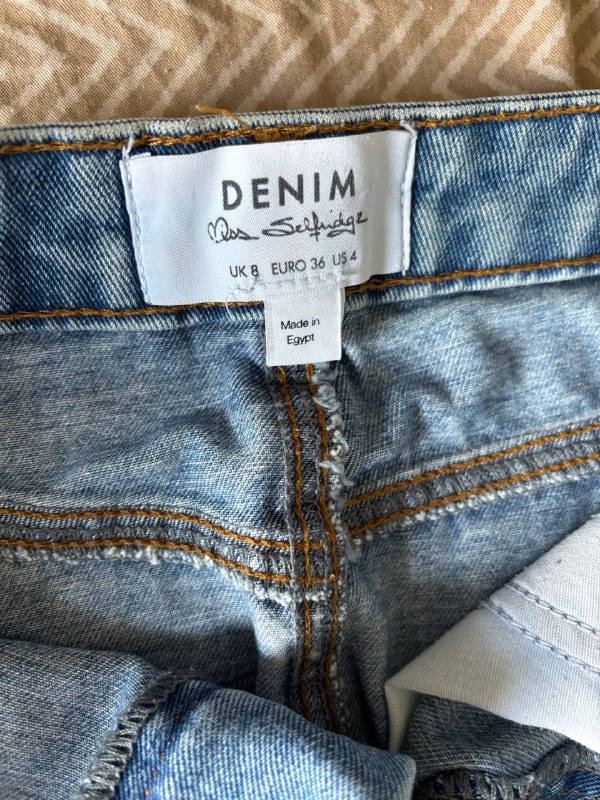 DENIM
Miss Selfridge
UK 8 EURO 36 US 4
Made in
Egypt